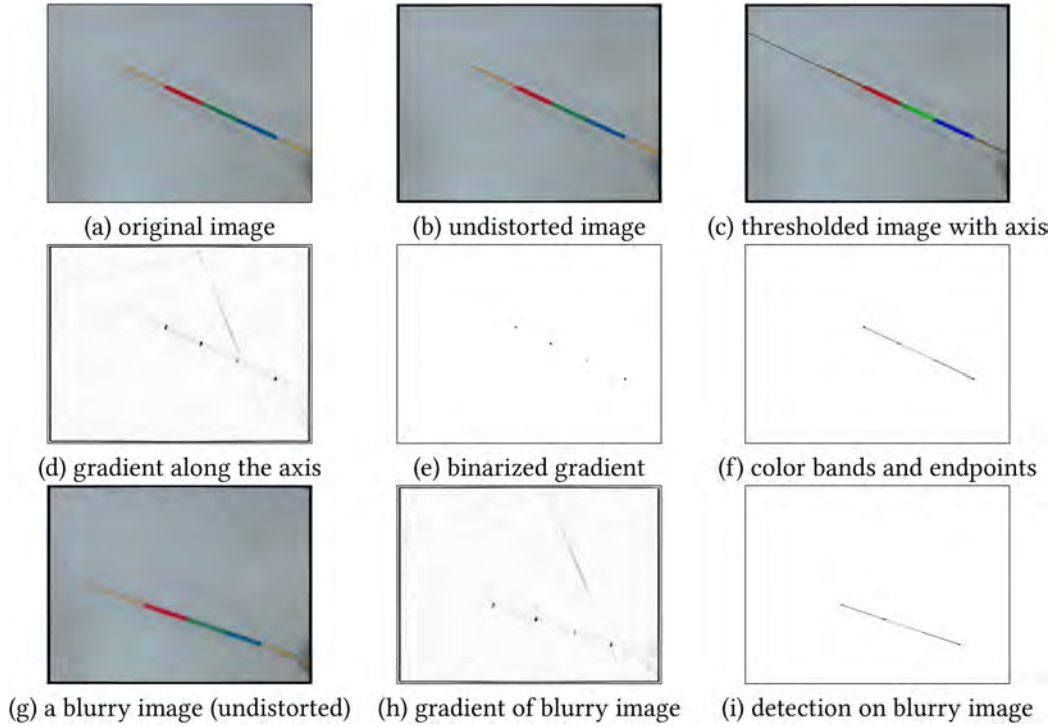 (a) original image
(b) undistorted image
(c) thresholded image with axis
(d) gradient along the axis
(e) binarized gradient
(f) color bands and endpoints
(g) a blurry image (undistorted)
(h) gradient of blurry image
(i) detection on blurry image